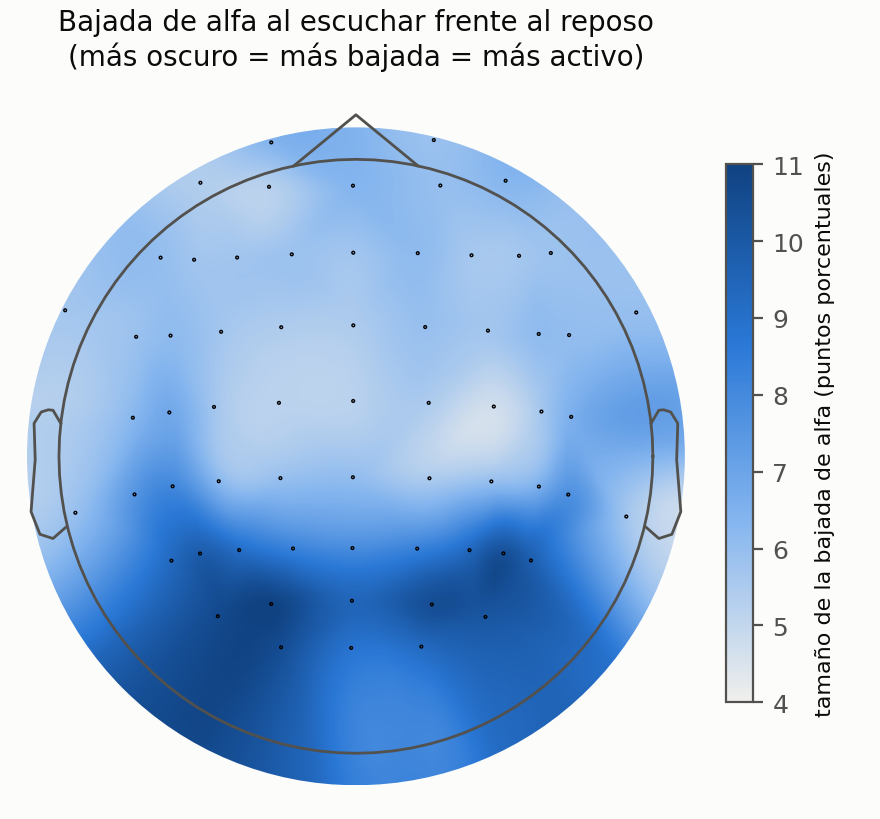 Bajada de alfa al escuchar frente al reposo
(más oscuro = más bajada = más activo)
11
10
9
8
7
6
5
4
tamaño de la bajada de alfa (puntos porcentuales)